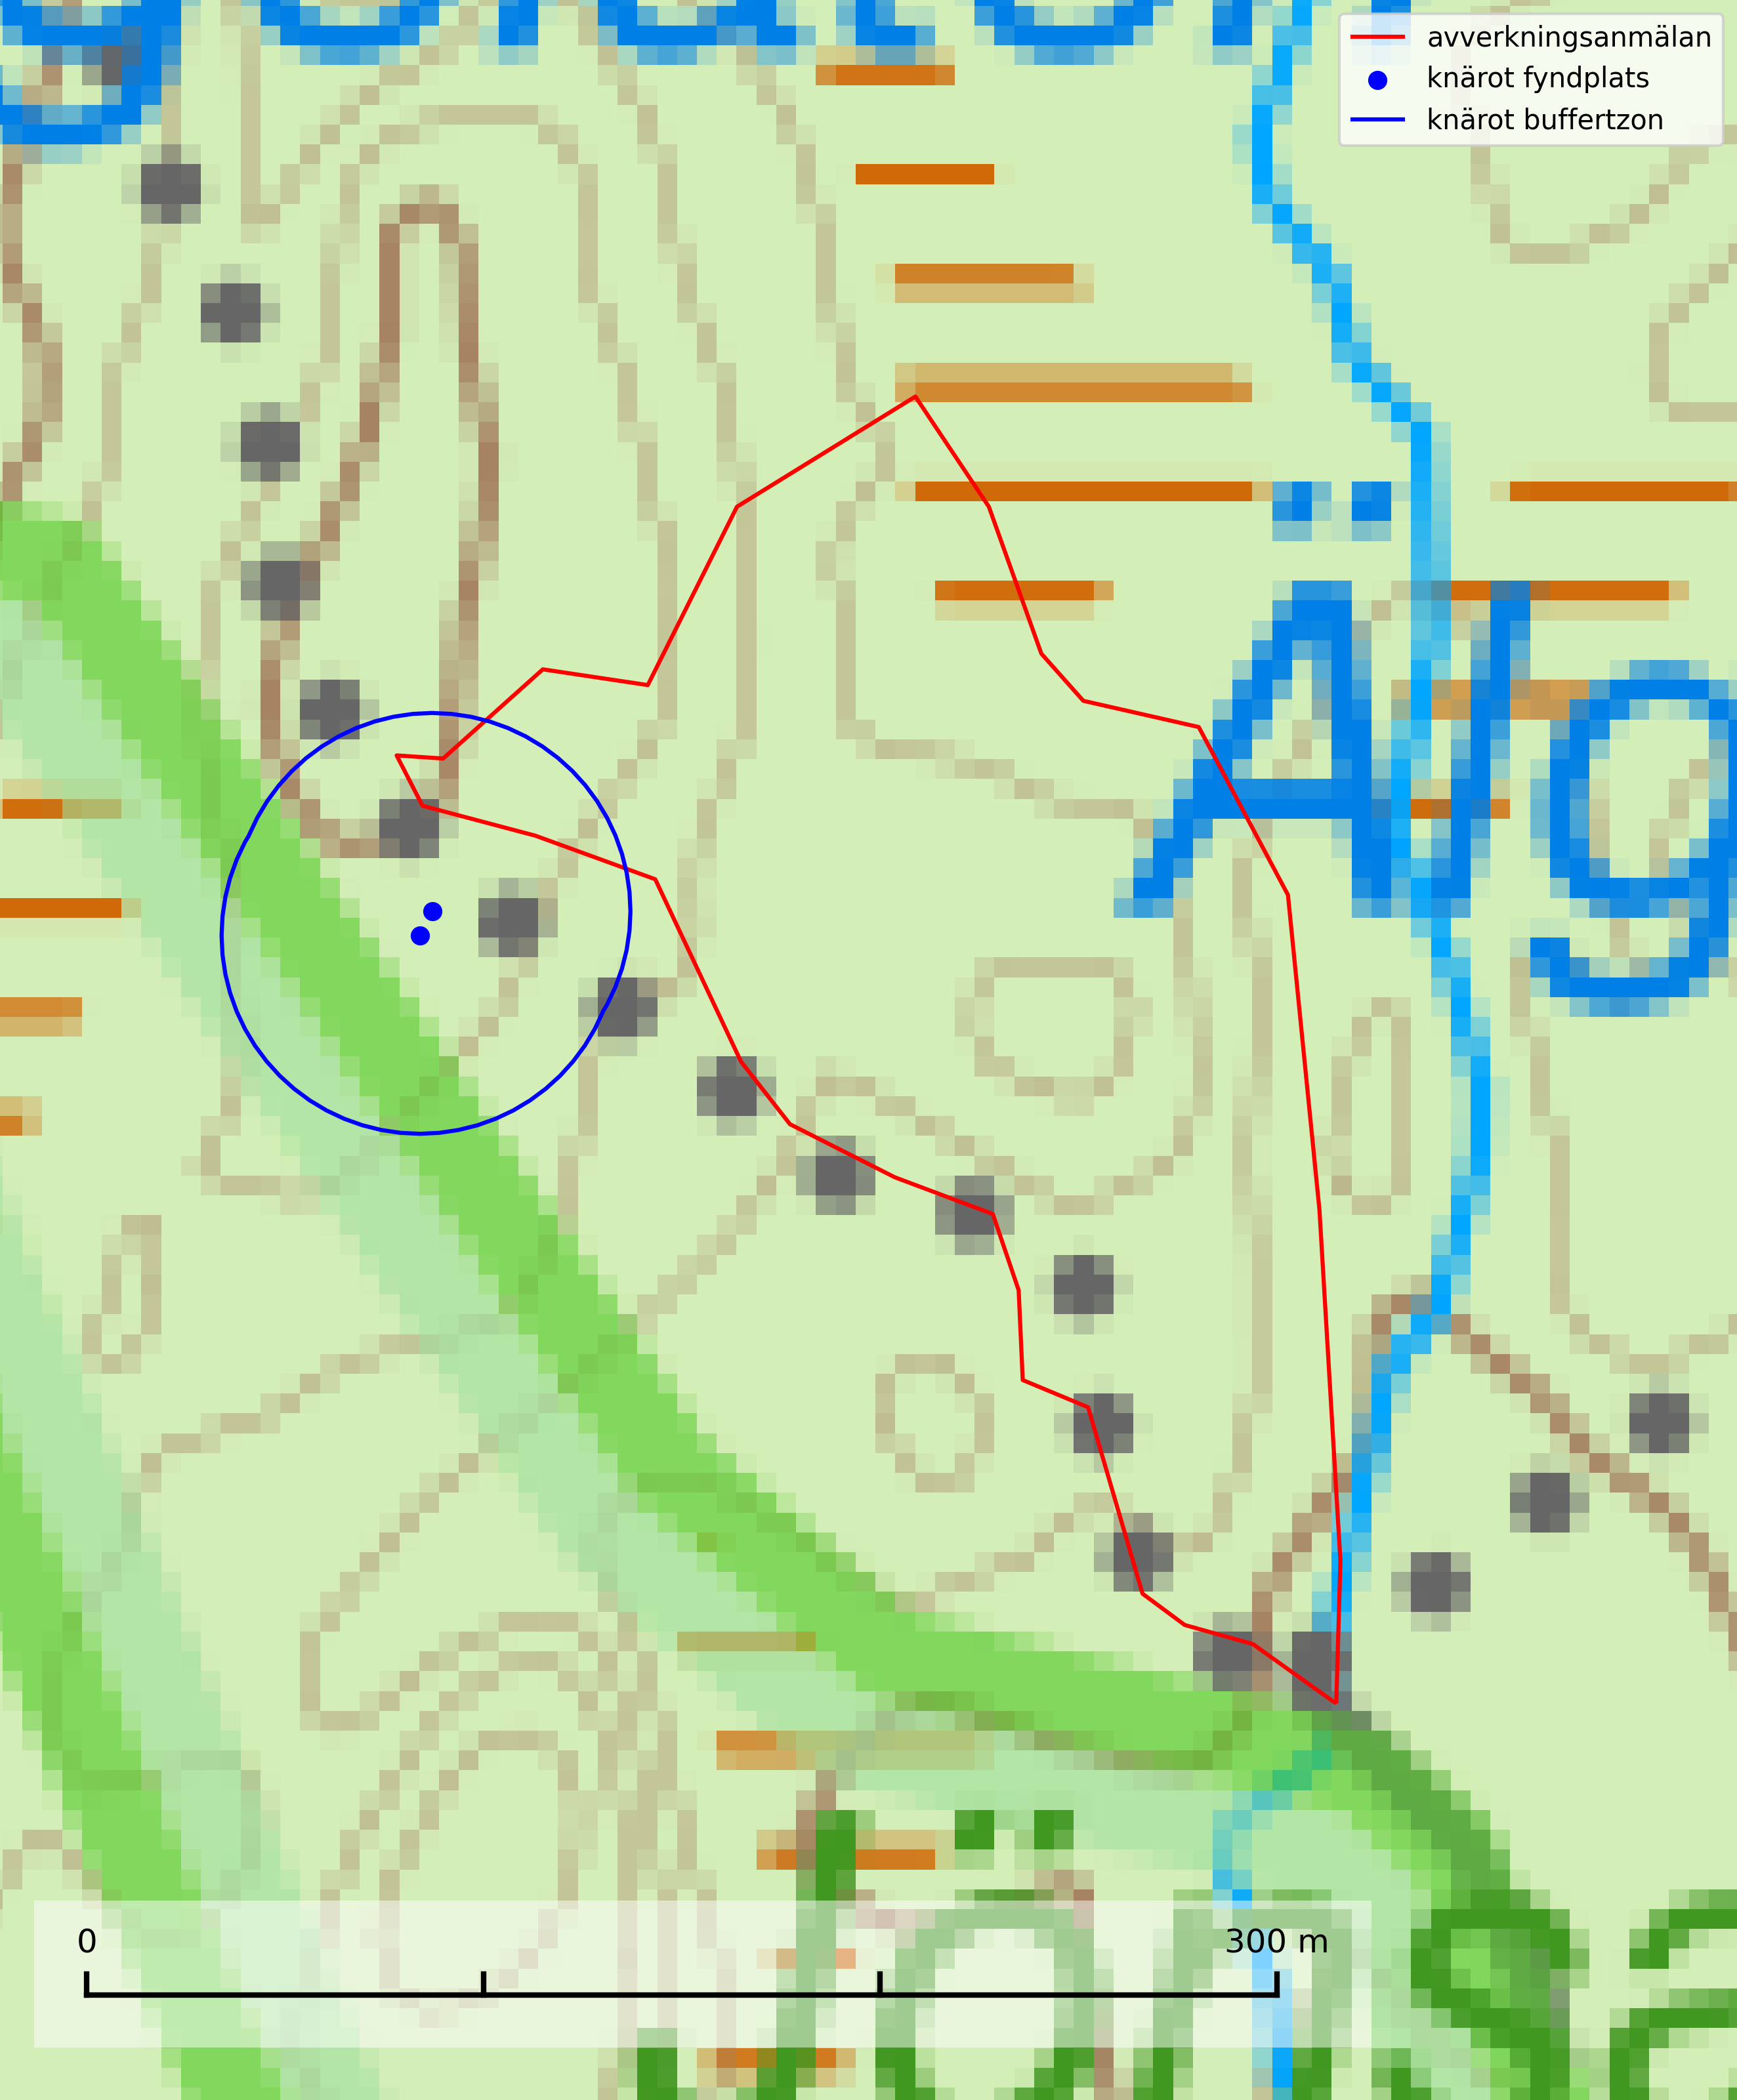 avverkningsanmälan
knärot fyndplats
knärot buffertzon
0
300 m